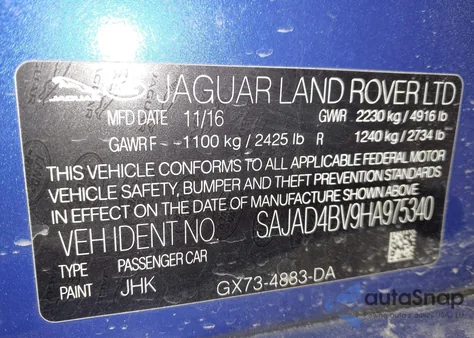 JAGUAR JAGUAR LAND ROVER LTD
MFD DATE 11/16 GWR 2230 kg / 4916 lb
GAWR F - 1100 kg / 2425 lb R 1240 kg / 2734 lb
THIS VEHICLE CONFORMS TO ALL APPLICABLE FEDERAL MOTOR
VEHICLE SAFETY, BUMPER AND THEFT PREVENTION STANDARDS
IN EFFECT ON THE DATE OF MANUFACTURE SHOWN ABOVE.
VEH IDENT NO. SAJAD4BV9HA975340
TYPE PASSENGER CAR
PAINT JHK GX73-4883-DA
autoSnap